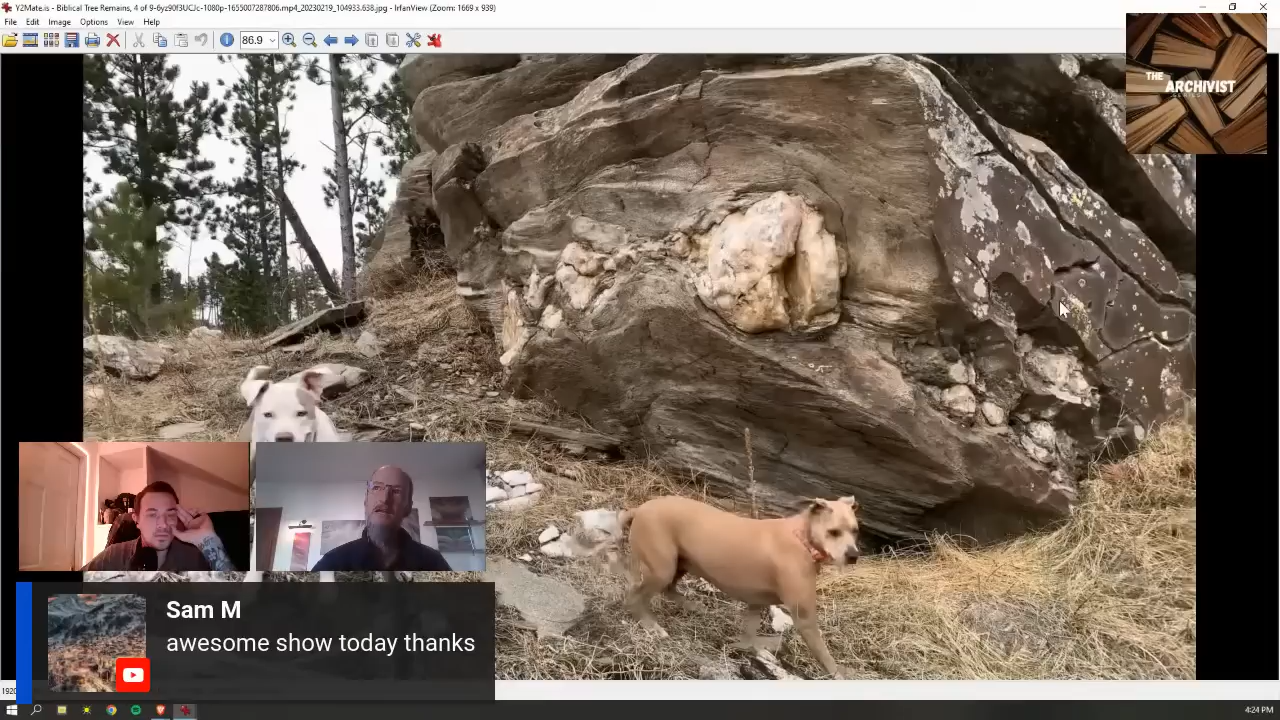 Y2Mate.is - Biblical Tree Remains, 4 of 9-6yz90f3UCJc-1080p-1655007287806.mp4_20230219_104933.638.jpg - IrfanView (Zoom: 1669 x 939)
File Edit Image Options View Help
86.9
THE
ARCHIVIST
Sam M
awesome show today thanks
1920
4:24 PM